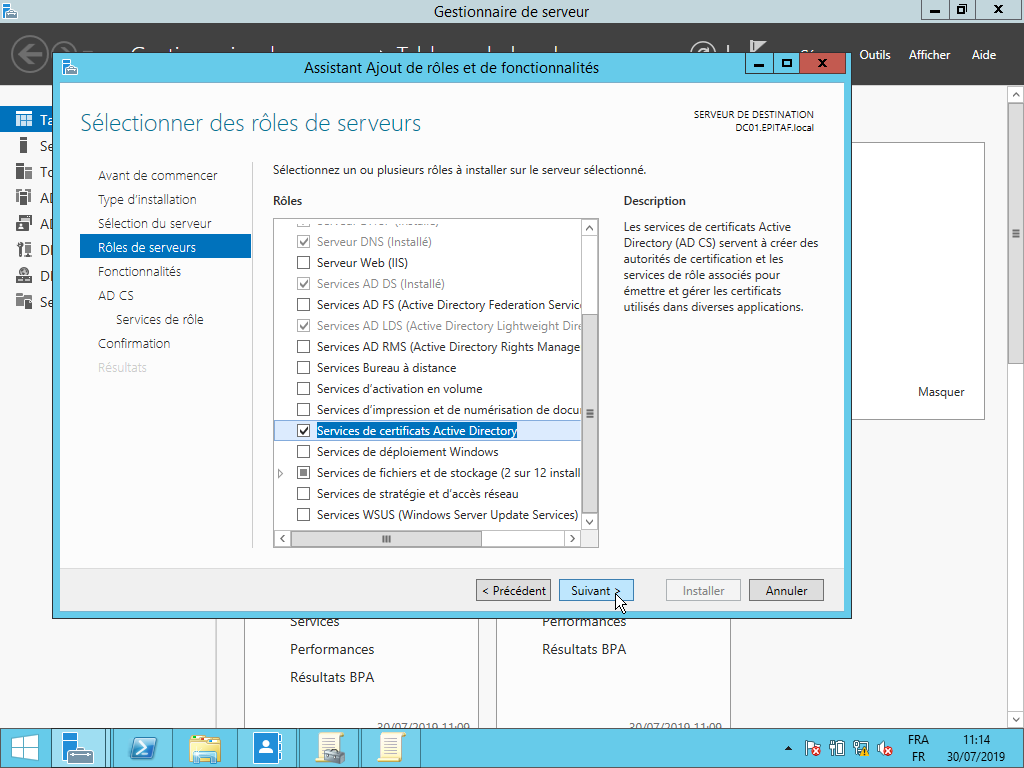 Gestionnaire de serveur
Outils
Afficher
Aide
Assistant Ajout de rôles et de fonctionnalités
Sélectionner des rôles de serveurs
SERVEUR DE DESTINATION
DC01.EPITAF.local
Avant de commencer
Type d'installation
Sélection du serveur
Rôles de serveurs
Fonctionnalités
AD CS
Services de rôle
Confirmation
Résultats
Sélectionnez un ou plusieurs rôles à installer sur le serveur sélectionné.
Rôles
Serveur DNS (Installé)
Serveur Web (IIS)
Services AD DS (Installé)
Services AD FS (Active Directory Federation Service
Services AD LDS (Active Directory Lightweight Dire
Services AD RMS (Active Directory Rights Manage
Services Bureau à distance
Services d'activation en volume
Services d'impression et de numérisation de docu
Services de certificats Active Directory
Services de déploiement Windows
Services de fichiers et de stockage (2 sur 12 install
Services de stratégie et d'accès réseau
Services WSUS (Windows Server Update Services)
Description
Les services de certificats Active
Directory (AD CS) servent à créer des
autorités de certification et les
services de rôle associés pour
émettre et gérer les certificats
utilisés dans diverses applications.
Masquer
< Précédent
Suivant >
Installer
Annuler
Services
Performances
Résultats BPA
30/07/2019 11:09
Performances
Résultats BPA
30/07/2019 11:09
FRA
FR
11:14
30/07/2019